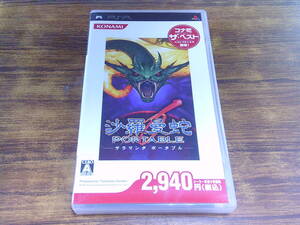 PSP
KONAMI
コナミ
ザ・ベスト
沙羅曼蛇
PORTABLE
サラマンダ ポータブル
2,940
円(税込)